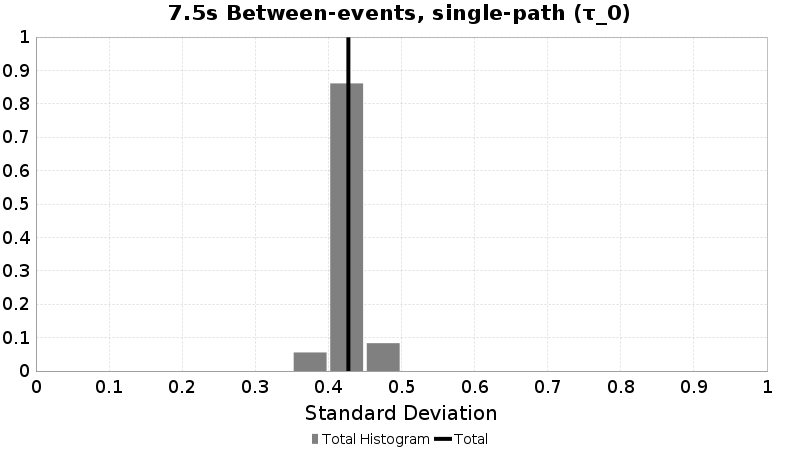 7.5s Between-events, single-path (τ_0)
1
0.9
0.8
0.7
0.6
0.5
0.4
0.3
0.2
0.1
0
0 0.1 0.2 0.3 0.4 0.5 0.6 0.7 0.8 0.9 1
Standard Deviation
Total Histogram Total